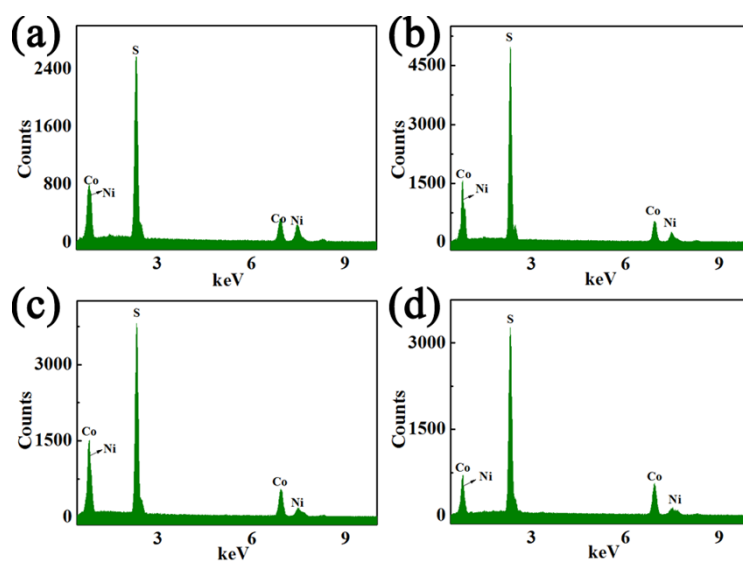 (a)
S
2400
1600
Counts
800
Co
Ni
Co
Ni
0
3
6
9
keV
(b)
S
4500
3000
Counts
1500
Co
Ni
Co
Ni
0
3
6
9
keV
(c)
S
3000
Counts
1500
Co
Ni
Co
Ni
0
3
6
9
keV
(d)
S
3000
Counts
1500
Co
Ni
Co
Ni
0
3
6
9
keV